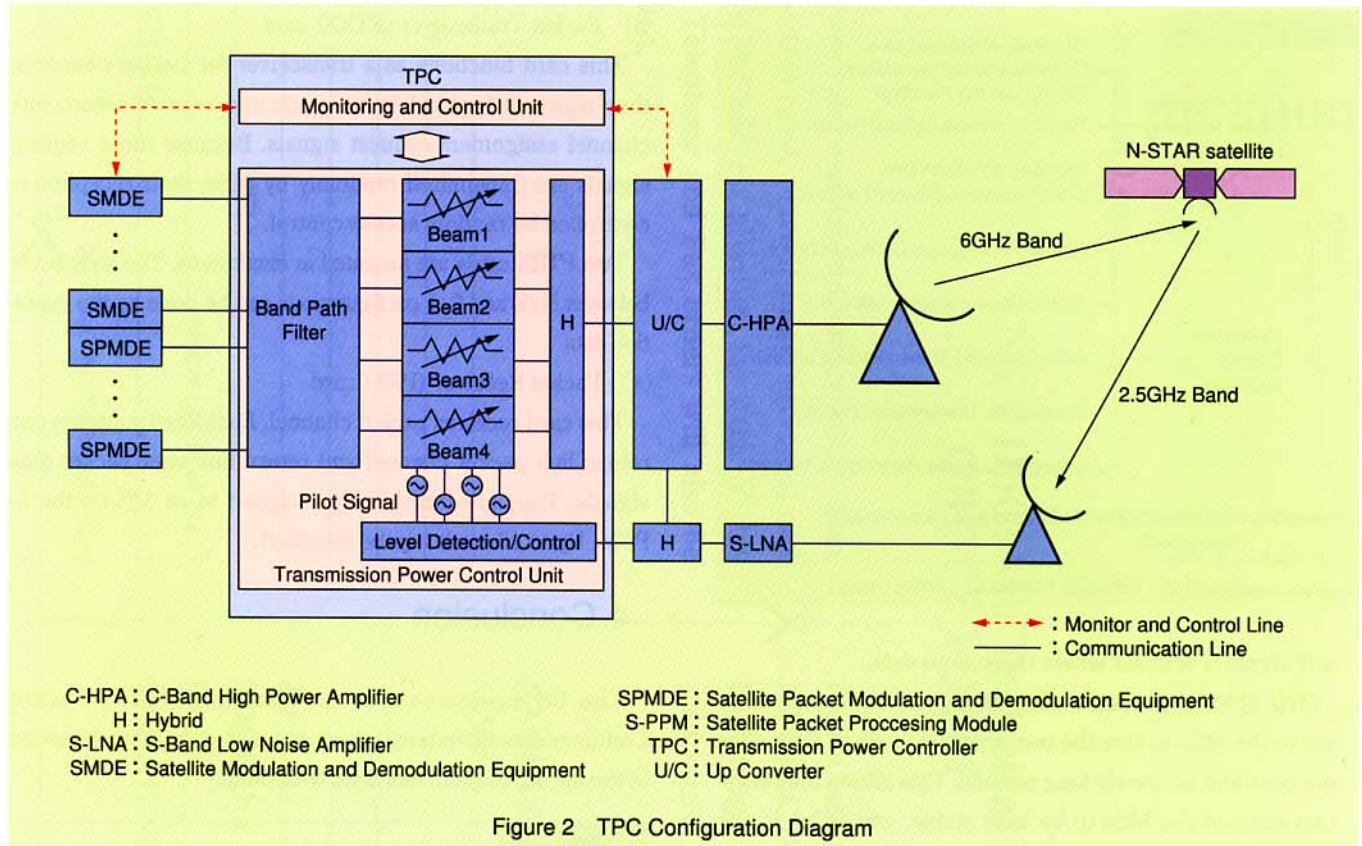 TPC
Monitoring and Control Unit
N-STAR satellite
SMDE
SMDE
SPMDE
SPMDE
Band Path
Filter
Beam1
Beam2
Beam3
Beam4
H
U/C
C-HPA
6GHz Band
2.5GHz Band
Pilot Signal
Level Detection/Control
H
S-LNA
Transmission Power Control Unit
: Monitor and Control Line
: Communication Line
C-HPA : C-Band High Power Amplifier
H : Hybrid
S-LNA : S-Band Low Noise Amplifier
SMDE : Satellite Modulation and Demodulation Equipment
SPMDE : Satellite Packet Modulation and Demodulation Equipment
S-PPM : Satellite Packet Proccesing Module
TPC : Transmission Power Controller
U/C : Up Converter
Figure 2 TPC Configuration Diagram